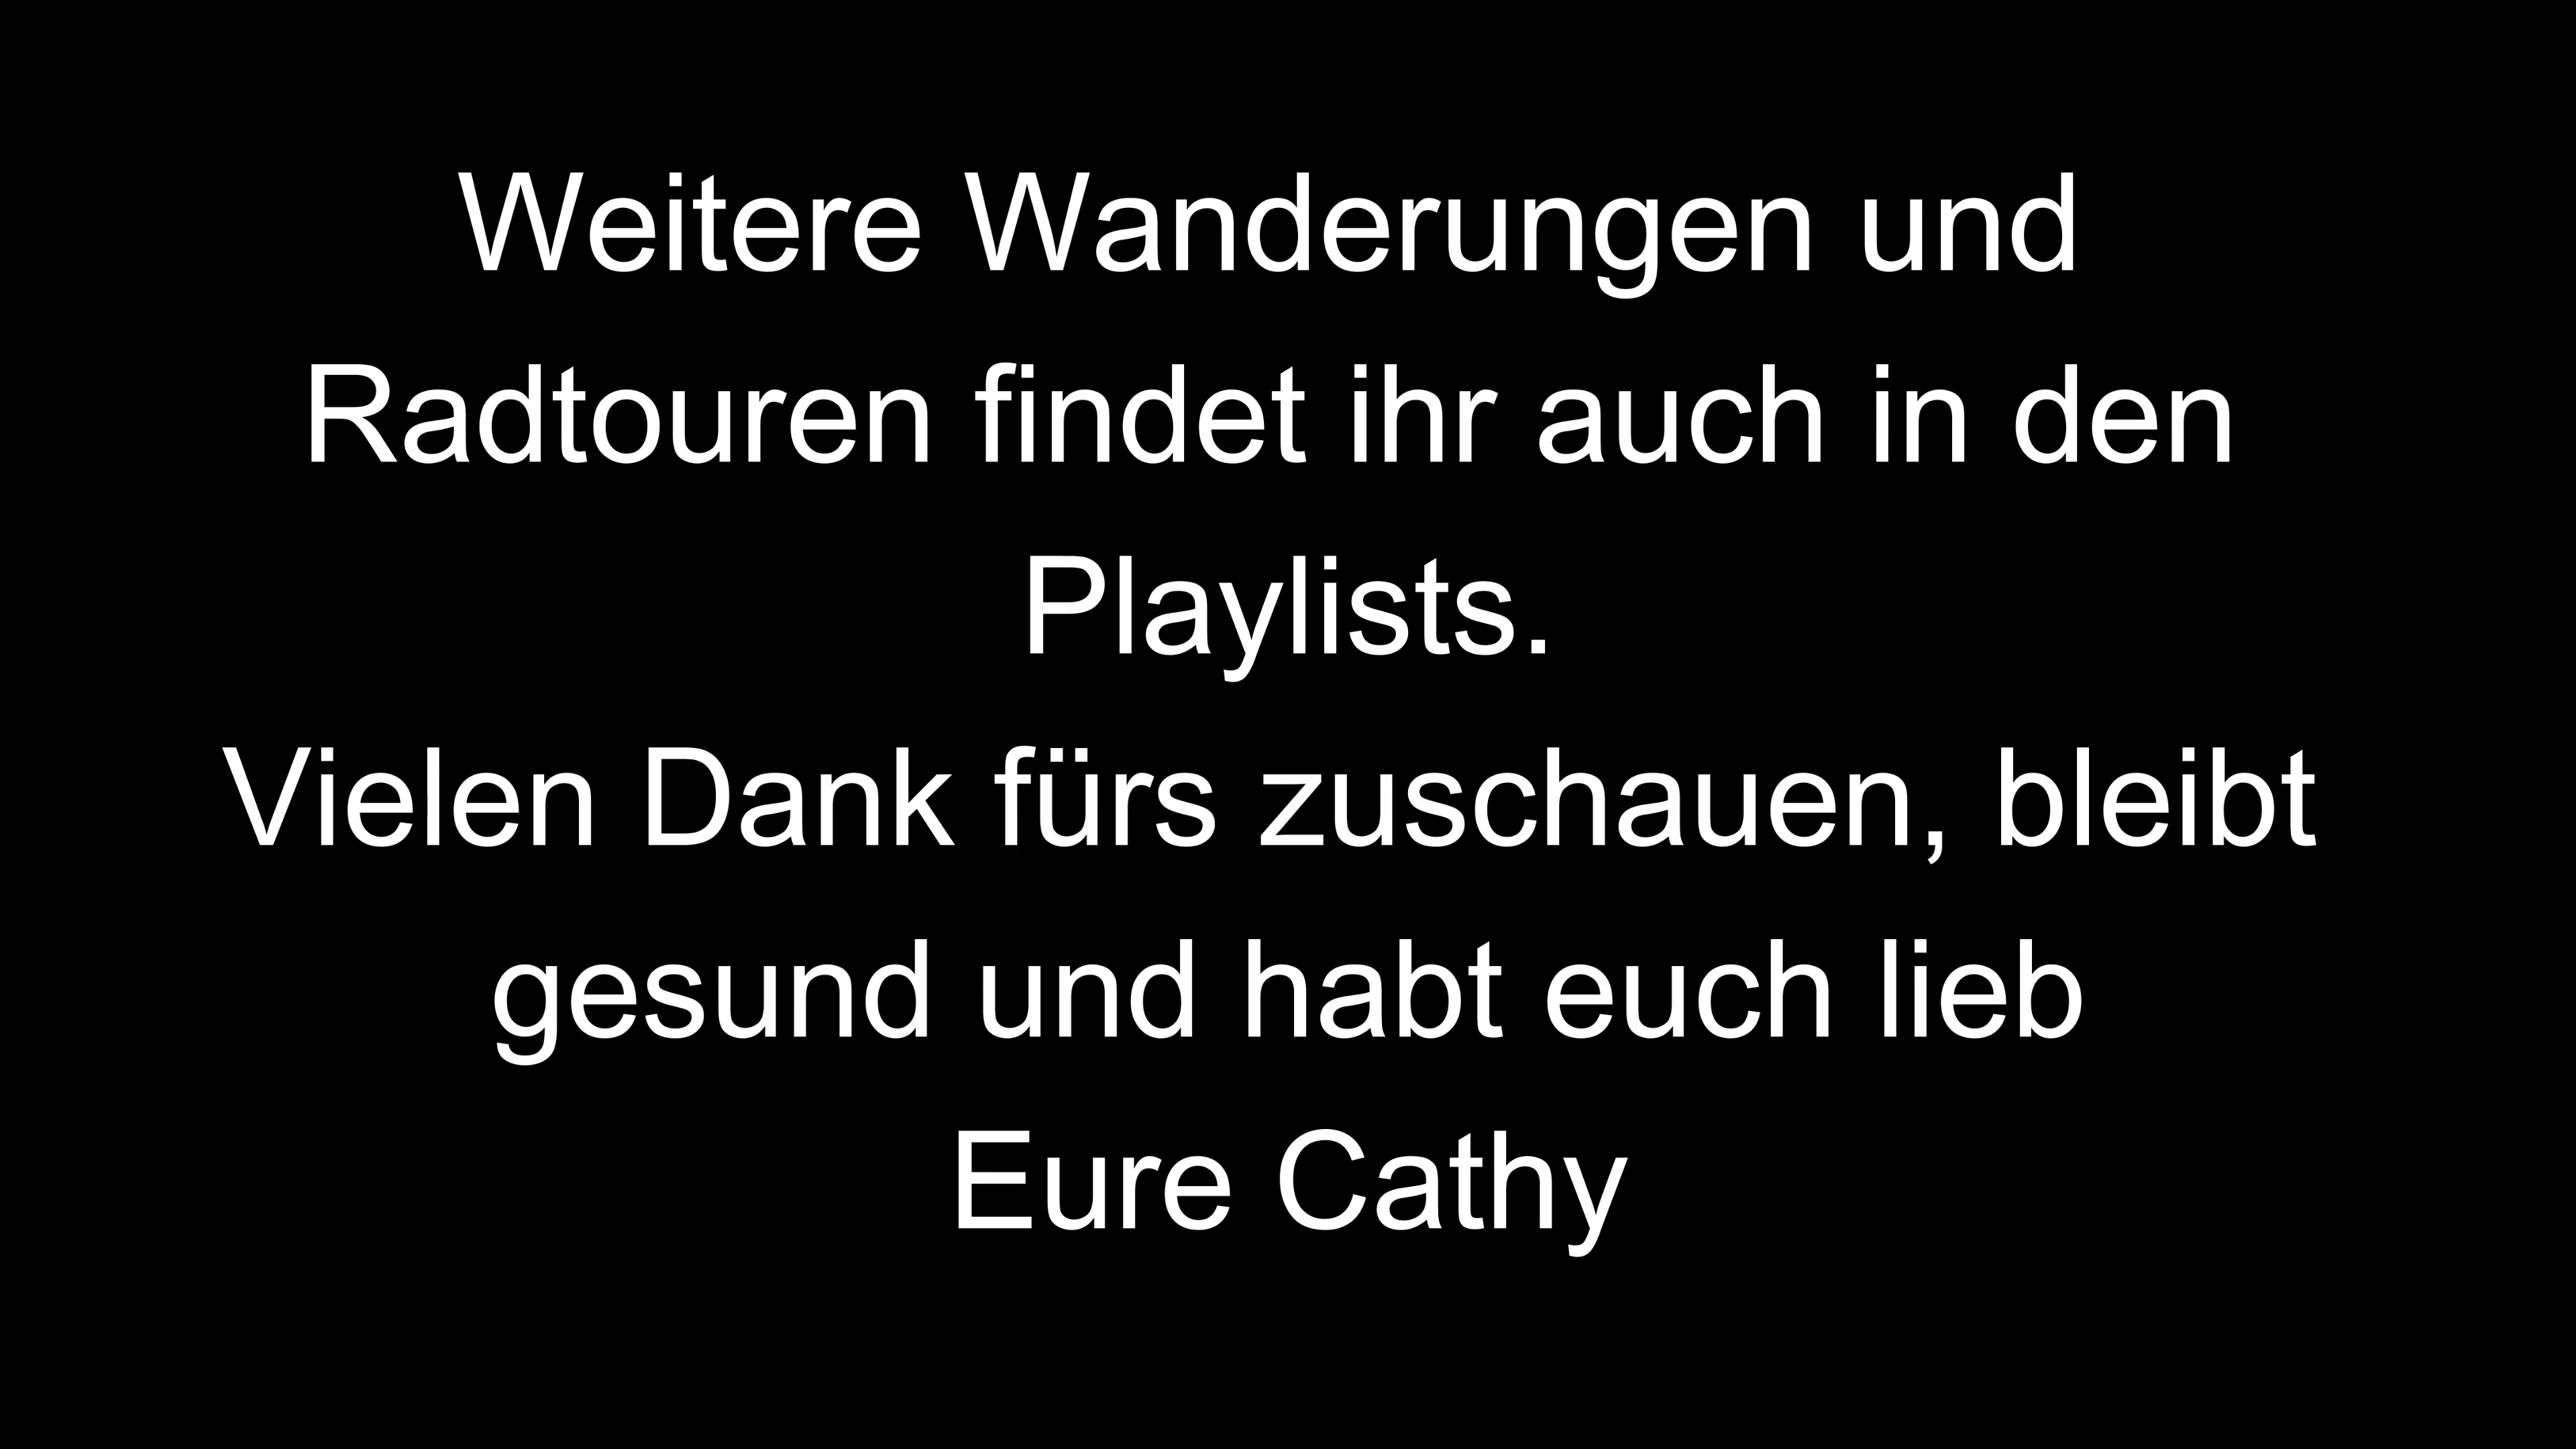 Weitere Wanderungen und
Radtouren findet ihr auch in den
Playlists.
Vielen Dank fürs zuschauen, bleibt
gesund und habt euch lieb
Eure Cathy